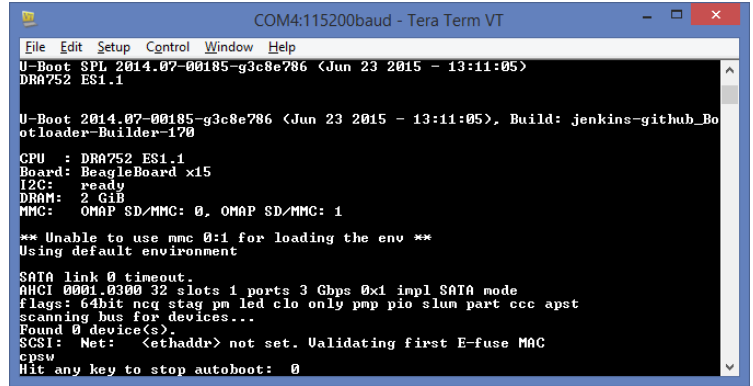 COM4:115200baud - Tera Term VT
File Edit Setup Control Window Help
U-Boot SPL 2014.07-00185-g3c8e786 (Jun 23 2015 - 13:11:05)
DRA752 ES1.1
U-Boot 2014.07-00185-g3c8e786 (Jun 23 2015 - 13:11:05), Build: jenkins-github_Bo
otloader-Builder-170
CPU  : DRA752 ES1.1
Board: BeagleBoard x15
I2C:   ready
DRAM:  2 GiB
MMC:   OMAP SD/MMC: 0, OMAP SD/MMC: 1
** Unable to use mmc 0:1 for loading the env **
Using default environment
SATA link 0 timeout.
AHCI 0001.0300 32 slots 1 ports 3 Gbps 0x1 impl SATA mode
flags: 64bit ncq stag pm led clo only pmp pio slum part ccc apst
scanning bus for devices...
Found 0 device(s).
SCSI:  Net:   <ethaddr> not set. Validating first E-fuse MAC
cpsw
Hit any key to stop autoboot:  0